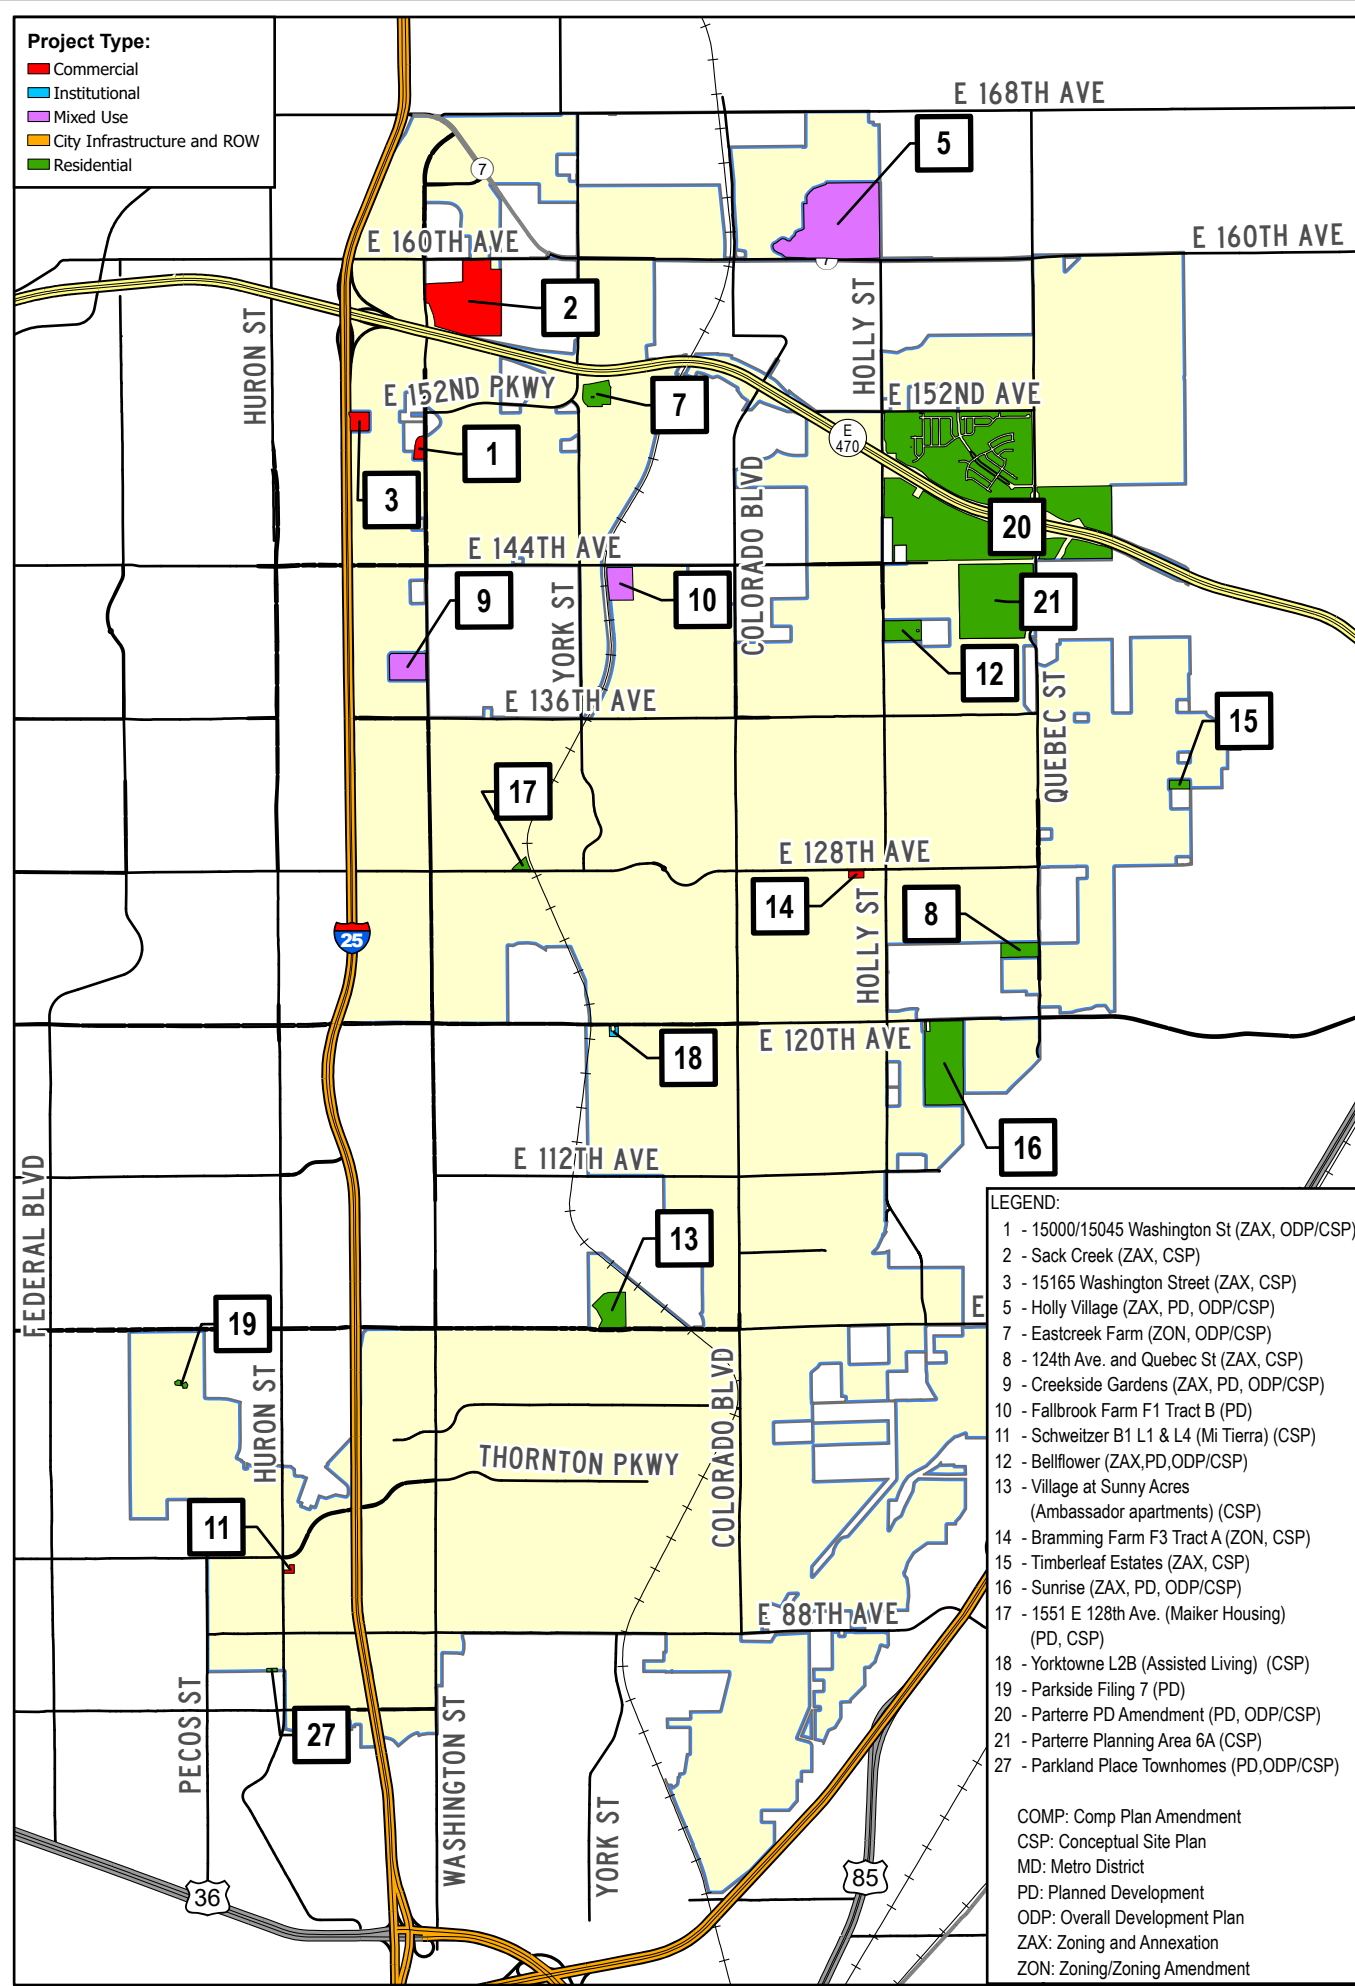 Project Type:
Commercial
Institutional
Mixed Use
City Infrastructure and ROW
Residential
E 168TH AVE
5
7
E 160TH AVE
E 160TH AVE
7
2
HURON ST
HOLLY ST
E 152ND PKWY
E 152ND AVE
7
1
E
470
3
COLORADO BLVD
20
E 144TH AVE
9
10
21
YORK ST
12
E 136TH AVE
QUEBEC ST
15
17
E 128TH AVE
14
8
HOLLY ST
25
E 120TH AVE
18
16
E 112TH AVE
FEDERAL BLVD
13
19
E
HURON ST
COLORADO BLVD
THORNTON PKWY
11
E 88TH AVE
PECOS ST
27
WASHINGTON ST
YORK ST
36
85
LEGEND:
1 - 15000/15045 Washington St (ZAX, ODP/CSP)
2 - Sack Creek (ZAX, CSP)
3 - 15165 Washington Street (ZAX, CSP)
5 - Holly Village (ZAX, PD, ODP/CSP)
7 - Eastcreek Farm (ZON, ODP/CSP)
8 - 124th Ave. and Quebec St (ZAX, CSP)
9 - Creekside Gardens (ZAX, PD, ODP/CSP)
10 - Fallbrook Farm F1 Tract B (PD)
11 - Schweitzer B1 L1 & L4 (Mi Tierra) (CSP)
12 - Bellflower (ZAX,PD,ODP/CSP)
13 - Village at Sunny Acres
(Ambassador apartments) (CSP)
14 - Bramming Farm F3 Tract A (ZON, CSP)
15 - Timberleaf Estates (ZAX, CSP)
16 - Sunrise (ZAX, PD, ODP/CSP)
17 - 1551 E 128th Ave. (Maiker Housing)
(PD, CSP)
18 - Yorktowne L2B (Assisted Living) (CSP)
19 - Parkside Filing 7 (PD)
20 - Parterre PD Amendment (PD, ODP/CSP)
21 - Parterre Planning Area 6A (CSP)
27 - Parkland Place Townhomes (PD,ODP/CSP)
COMP: Comp Plan Amendment
CSP: Conceptual Site Plan
MD: Metro District
PD: Planned Development
ODP: Overall Development Plan
ZAX: Zoning and Annexation
ZON: Zoning/Zoning Amendment